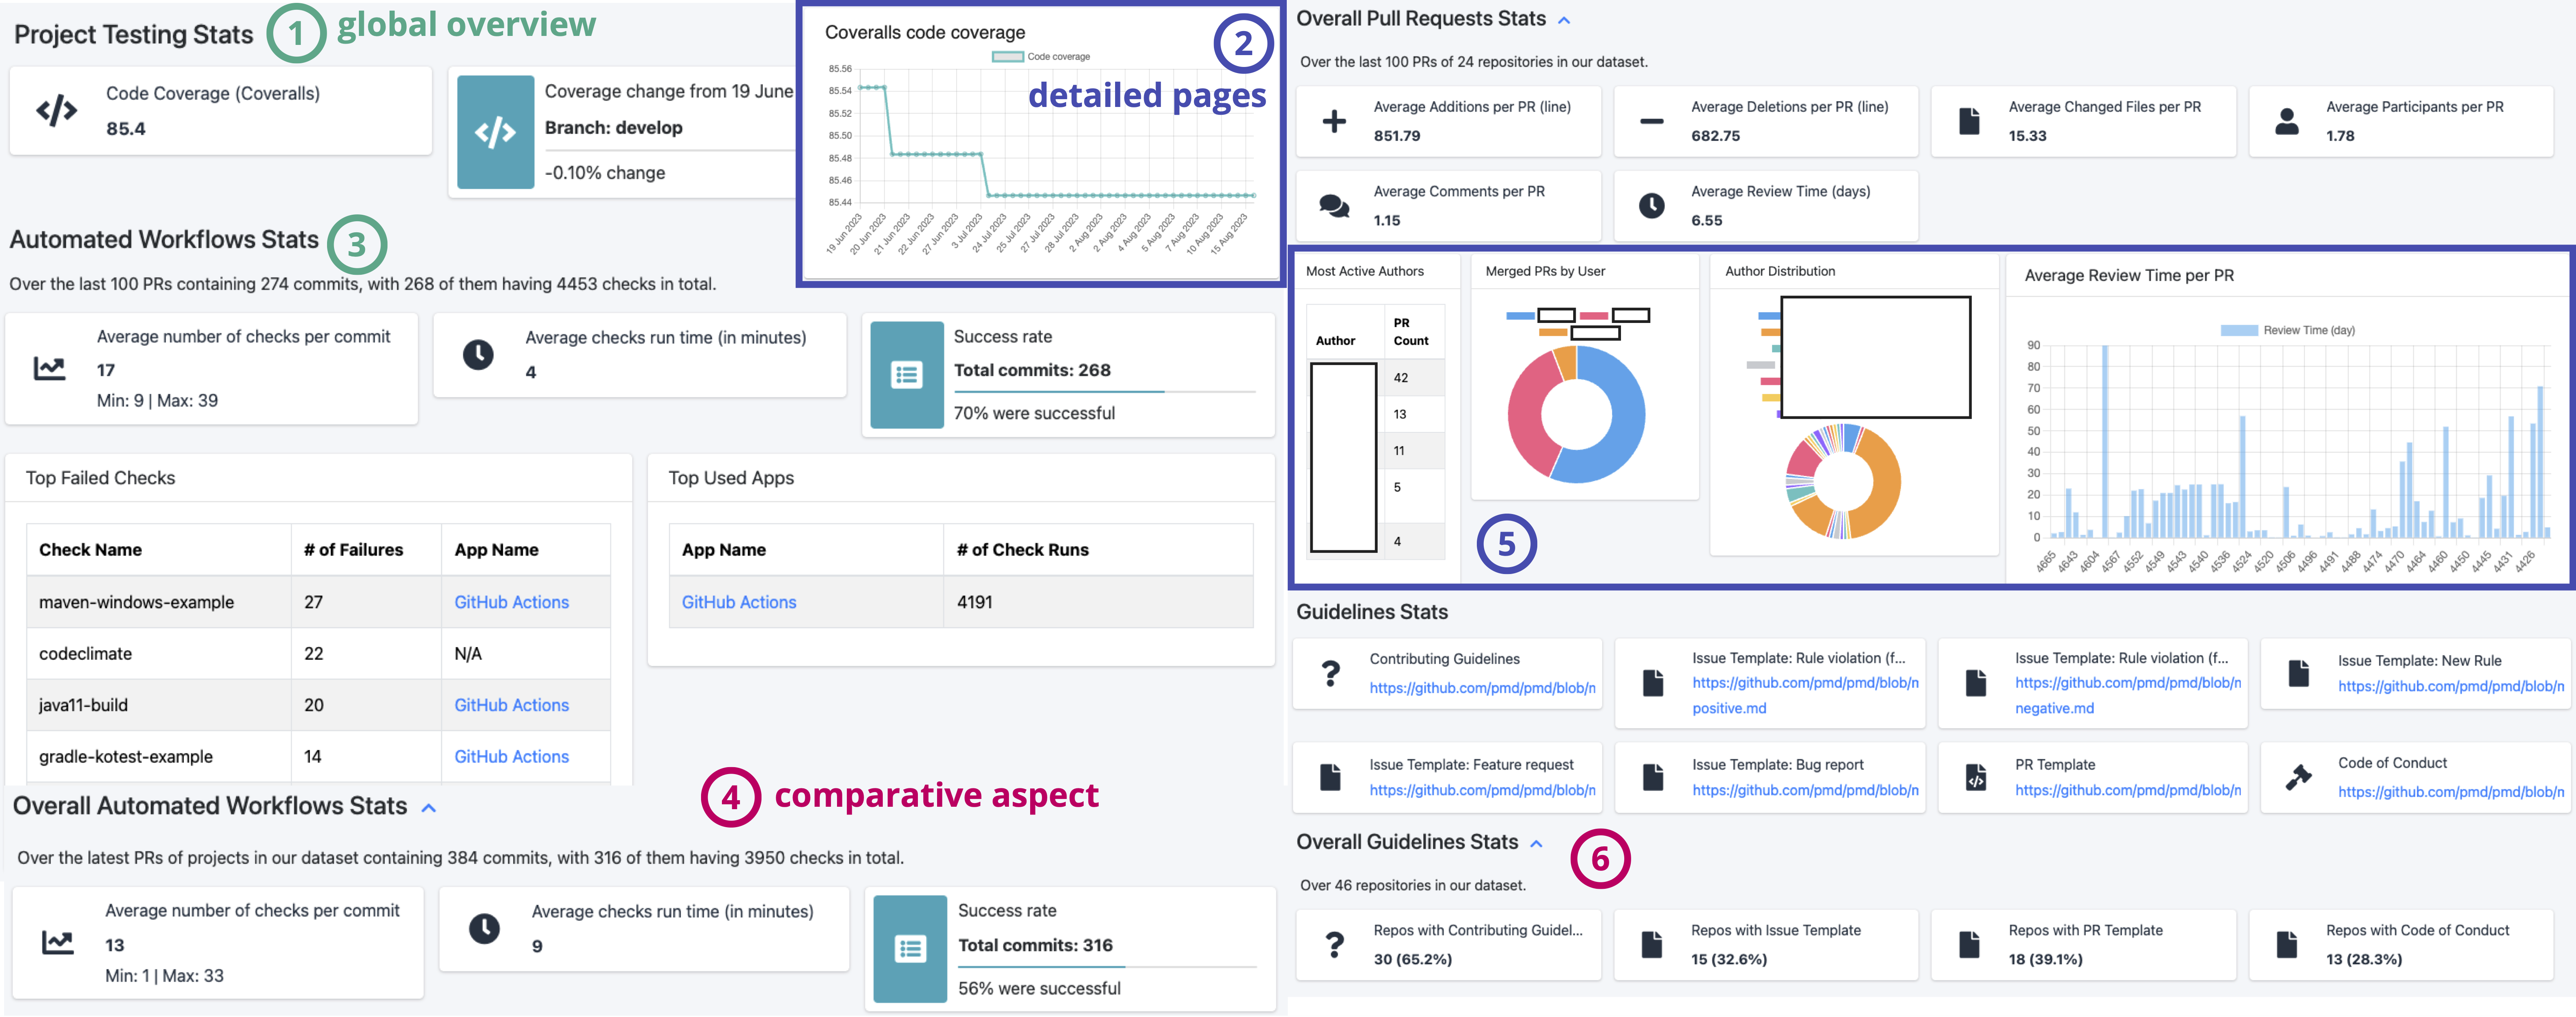 Project Testing Stats
1
global overview
Code Coverage (Coveralls)
85.4
Coverage change from 19 June
Branch: develop
-0.10% change
Coveralls code coverage
2
Code coverage
detailed pages
85.56
85.54
85.52
85.50
85.48
85.46
85.44
19 Jun 2023
20 Jun 2023
21 Jun 2023
22 Jun 2023
27 Jun 2023
3 Jul 2023
24 Jul 2023
25 Jul 2023
27 Jul 2023
28 Jul 2023
2 Aug 2023
2 Aug 2023
4 Aug 2023
5 Aug 2023
7 Aug 2023
10 Aug 2023
15 Aug 2023
Automated Workflows Stats
3
Over the last 100 PRs containing 274 commits, with 268 of them having 4453 checks in total.
Average number of checks per commit
17
Min: 9 | Max: 39
Average checks run time (in minutes)
4
Success rate
Total commits: 268
70% were successful
Top Failed Checks
Check Name # of Failures App Name
maven-windows-example 27 GitHub Actions
codeclimate 22 N/A
java11-build 20 GitHub Actions
gradle-kotest-example 14 GitHub Actions
Top Used Apps
App Name # of Check Runs
GitHub Actions 4191
4
comparative aspect
Overall Automated Workflows Stats
Over the latest PRs of projects in our dataset containing 384 commits, with 316 of them having 3950 checks in total.
Average number of checks per commit
13
Min: 1 | Max: 33
Average checks run time (in minutes)
9
Success rate
Total commits: 316
56% were successful
Overall Pull Requests Stats
Over the last 100 PRs of 24 repositories in our dataset.
Average Additions per PR (line)
851.79
Average Deletions per PR (line)
682.75
Average Changed Files per PR
15.33
Average Participants per PR
1.78
Average Comments per PR
1.15
Average Review Time (days)
6.55
Most Active Authors
Author
PR
Count
42
13
11
5
4
Merged PRs by User
5
Author Distribution
Average Review Time per PR
Review Time (day)
90
80
70
60
50
40
30
20
10
0
4665
4643
4604
4567
4552
4549
4543
4540
4536
4524
4520
4506
4496
4491
4488
4474
4470
4464
4460
4450
4445
4431
4426
Guidelines Stats
Contributing Guidelines
https://github.com/pmd/pmd/blob/n
Issue Template: Rule violation (f...
https://github.com/pmd/pmd/blob/n
positive.md
Issue Template: Rule violation (f...
https://github.com/pmd/pmd/blob/n
negative.md
Issue Template: New Rule
https://github.com/pmd/pmd/blob/n
Issue Template: Feature request
https://github.com/pmd/pmd/blob/n
Issue Template: Bug report
https://github.com/pmd/pmd/blob/n
PR Template
https://github.com/pmd/pmd/blob/n
Code of Conduct
https://github.com/pmd/pmd/blob/n
Overall Guidelines Stats
6
Over 46 repositories in our dataset.
Repos with Contributing Guidel...
30 (65.2%)
Repos with Issue Template
15 (32.6%)
Repos with PR Template
18 (39.1%)
Repos with Code of Conduct
13 (28.3%)